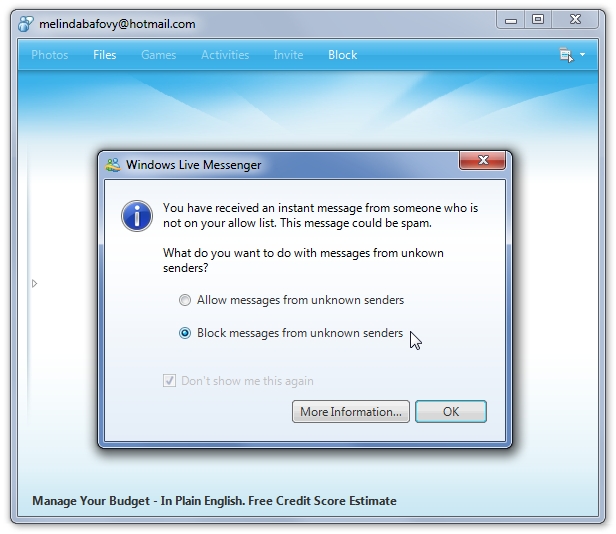 melindabafovy@hotmail.com
Photos Files Games Activities Invite Block
Windows Live Messenger
You have received an instant message from someone who is
not on your allow list. This message could be spam.
What do you want to do with messages from unkown
senders?
Allow messages from unknown senders
Block messages from unknown senders
Don't show me this again
More Information... OK
Manage Your Budget - In Plain English. Free Credit Score Estimate